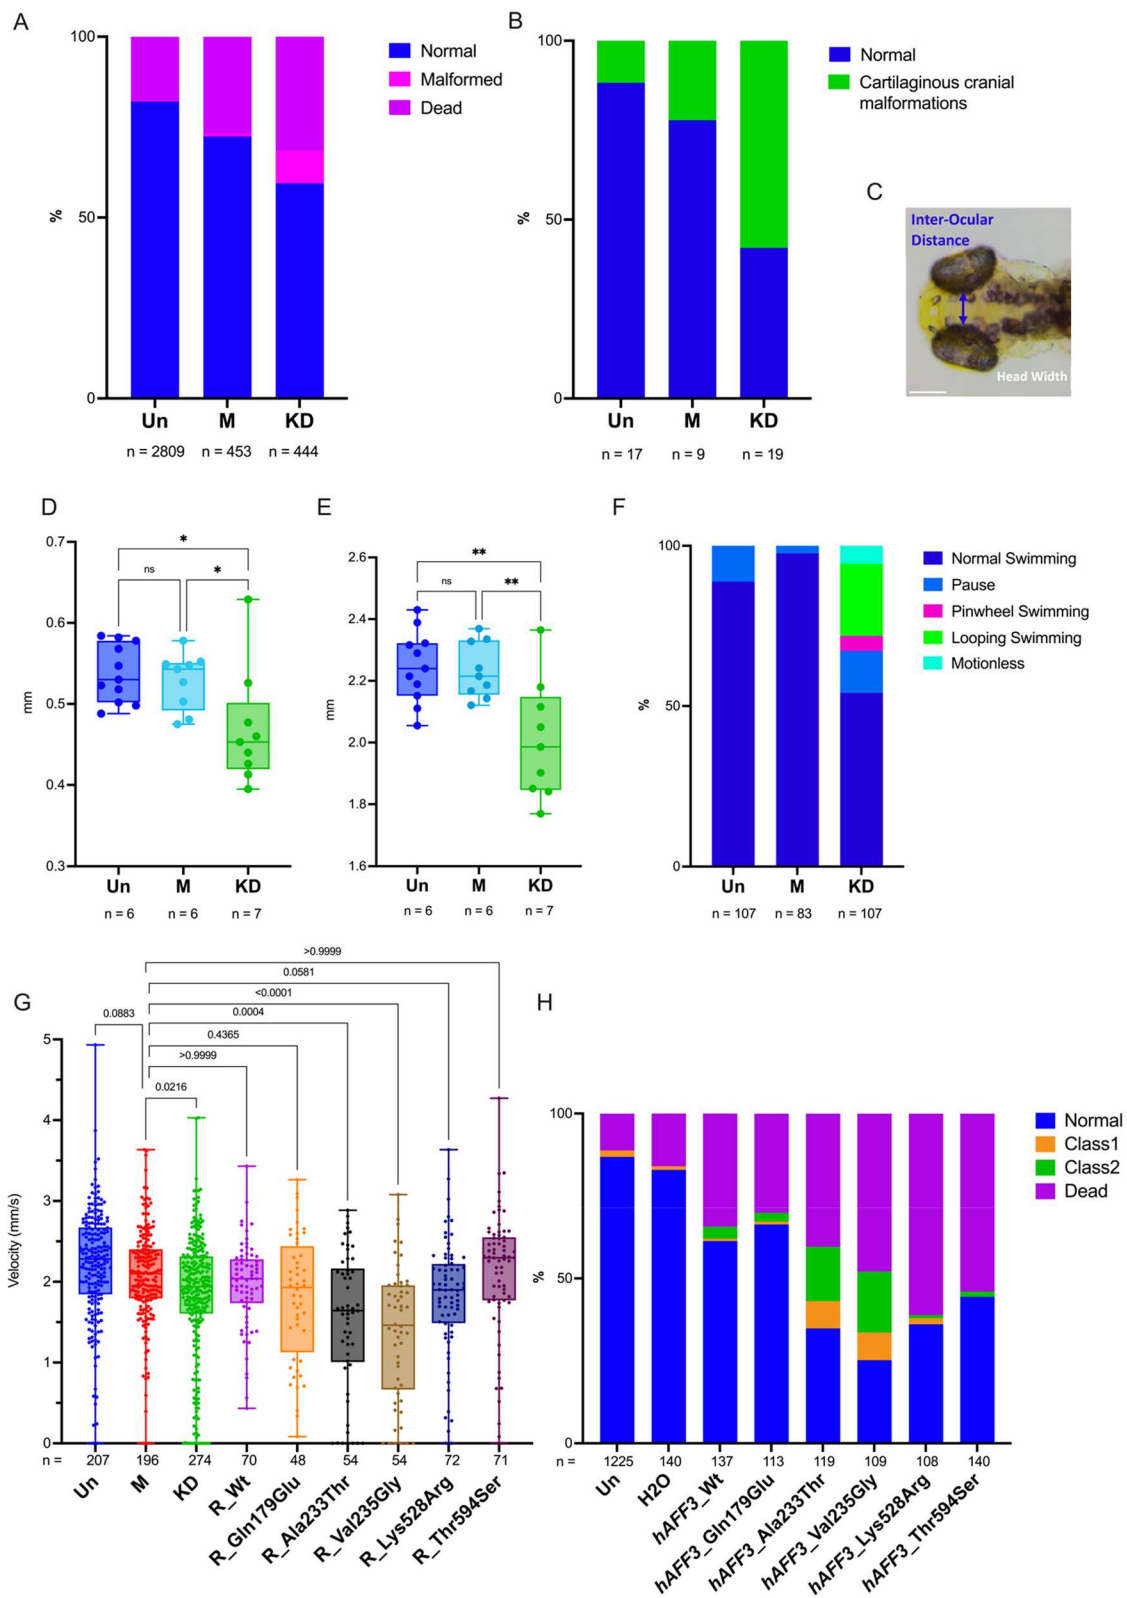 A
100
50
0
%
Un
M
KD
n = 2809
n = 453
n = 444
Normal
Malformed
Dead
B
100
50
0
%
Un
M
KD
n = 17
n = 9
n = 19
Normal
Cartilaginous cranial
malformations
C
Inter-Ocular
Distance
Head Width
D
0.7
0.6
0.5
0.4
0.3
mm
*
ns
*
Un
M
KD
n = 6
n = 6
n = 7
E
2.6
2.4
2.2
2.0
1.8
1.6
mm
**
ns
**
Un
M
KD
n = 6
n = 6
n = 7
F
100
50
0
%
Un
M
KD
n = 107
n = 83
n = 107
Normal Swimming
Pause
Pinwheel Swimming
Looping Swimming
Motionless
G
>0.9999
0.0581
<0.0001
0.0004
0.4365
>0.9999
0.0883
0.0216
5
4
3
2
1
0
Velocity (mm/s)
n = 207 196 274 70 48 54 54 72 71
Un
M
KD
R_Wt
R_Gln179Glu
R_Ala233Thr
R_Val235Gly
R_Lys528Arg
R_Thr594Ser
H
100
50
0
%
n = 1225 140 137 113 119 109 108 140
Un
H2O
hAFF3_Wt
hAFF3_Gln179Glu
hAFF3_Ala233Thr
hAFF3_Val235Gly
hAFF3_Lys528Arg
hAFF3_Thr594Ser
Normal
Class1
Class2
Dead